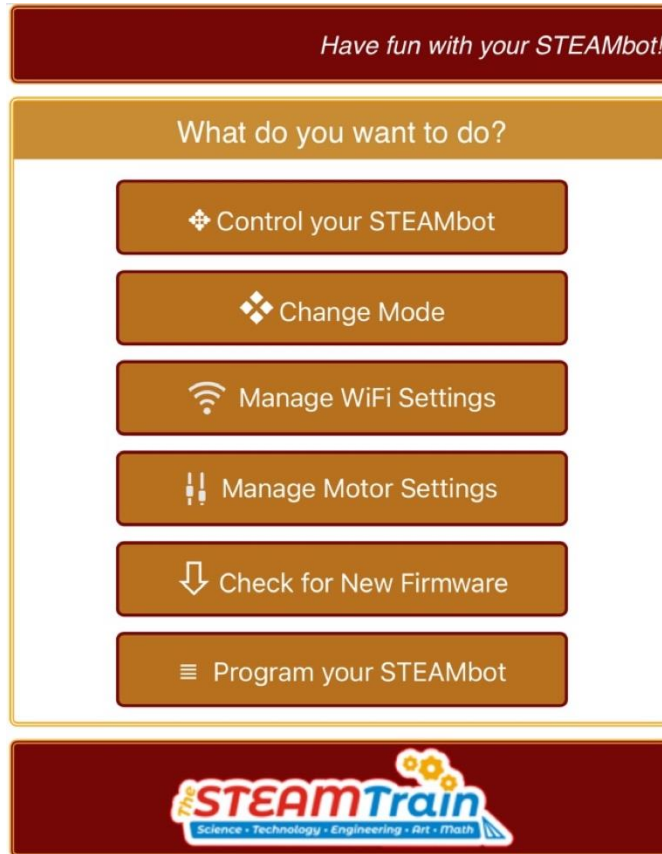 Have fun with your STEAMbot!
What do you want to do?
Control your STEAMbot
Change Mode
Manage WiFi Settings
Manage Motor Settings
Check for New Firmware
Program your STEAMbot
The STEAMTrain
Science • Technology • Engineering • Art • Math